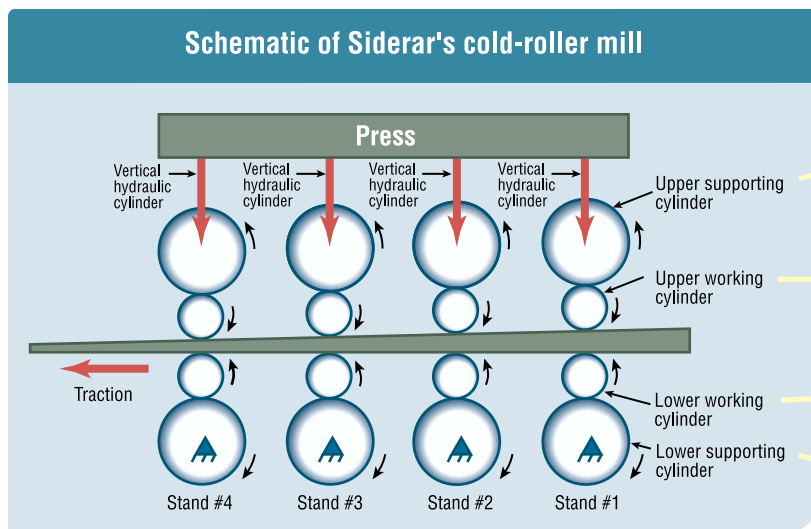 Schematic of Siderar's cold-roller mill
Press
Vertical
hydraulic
cylinder
Vertical
hydraulic
cylinder
Vertical
hydraulic
cylinder
Vertical
hydraulic
cylinder
Upper supporting
cylinder
Upper working
cylinder
Traction
Lower working
cylinder
Lower supporting
cylinder
Stand #4
Stand #3
Stand #2
Stand #1